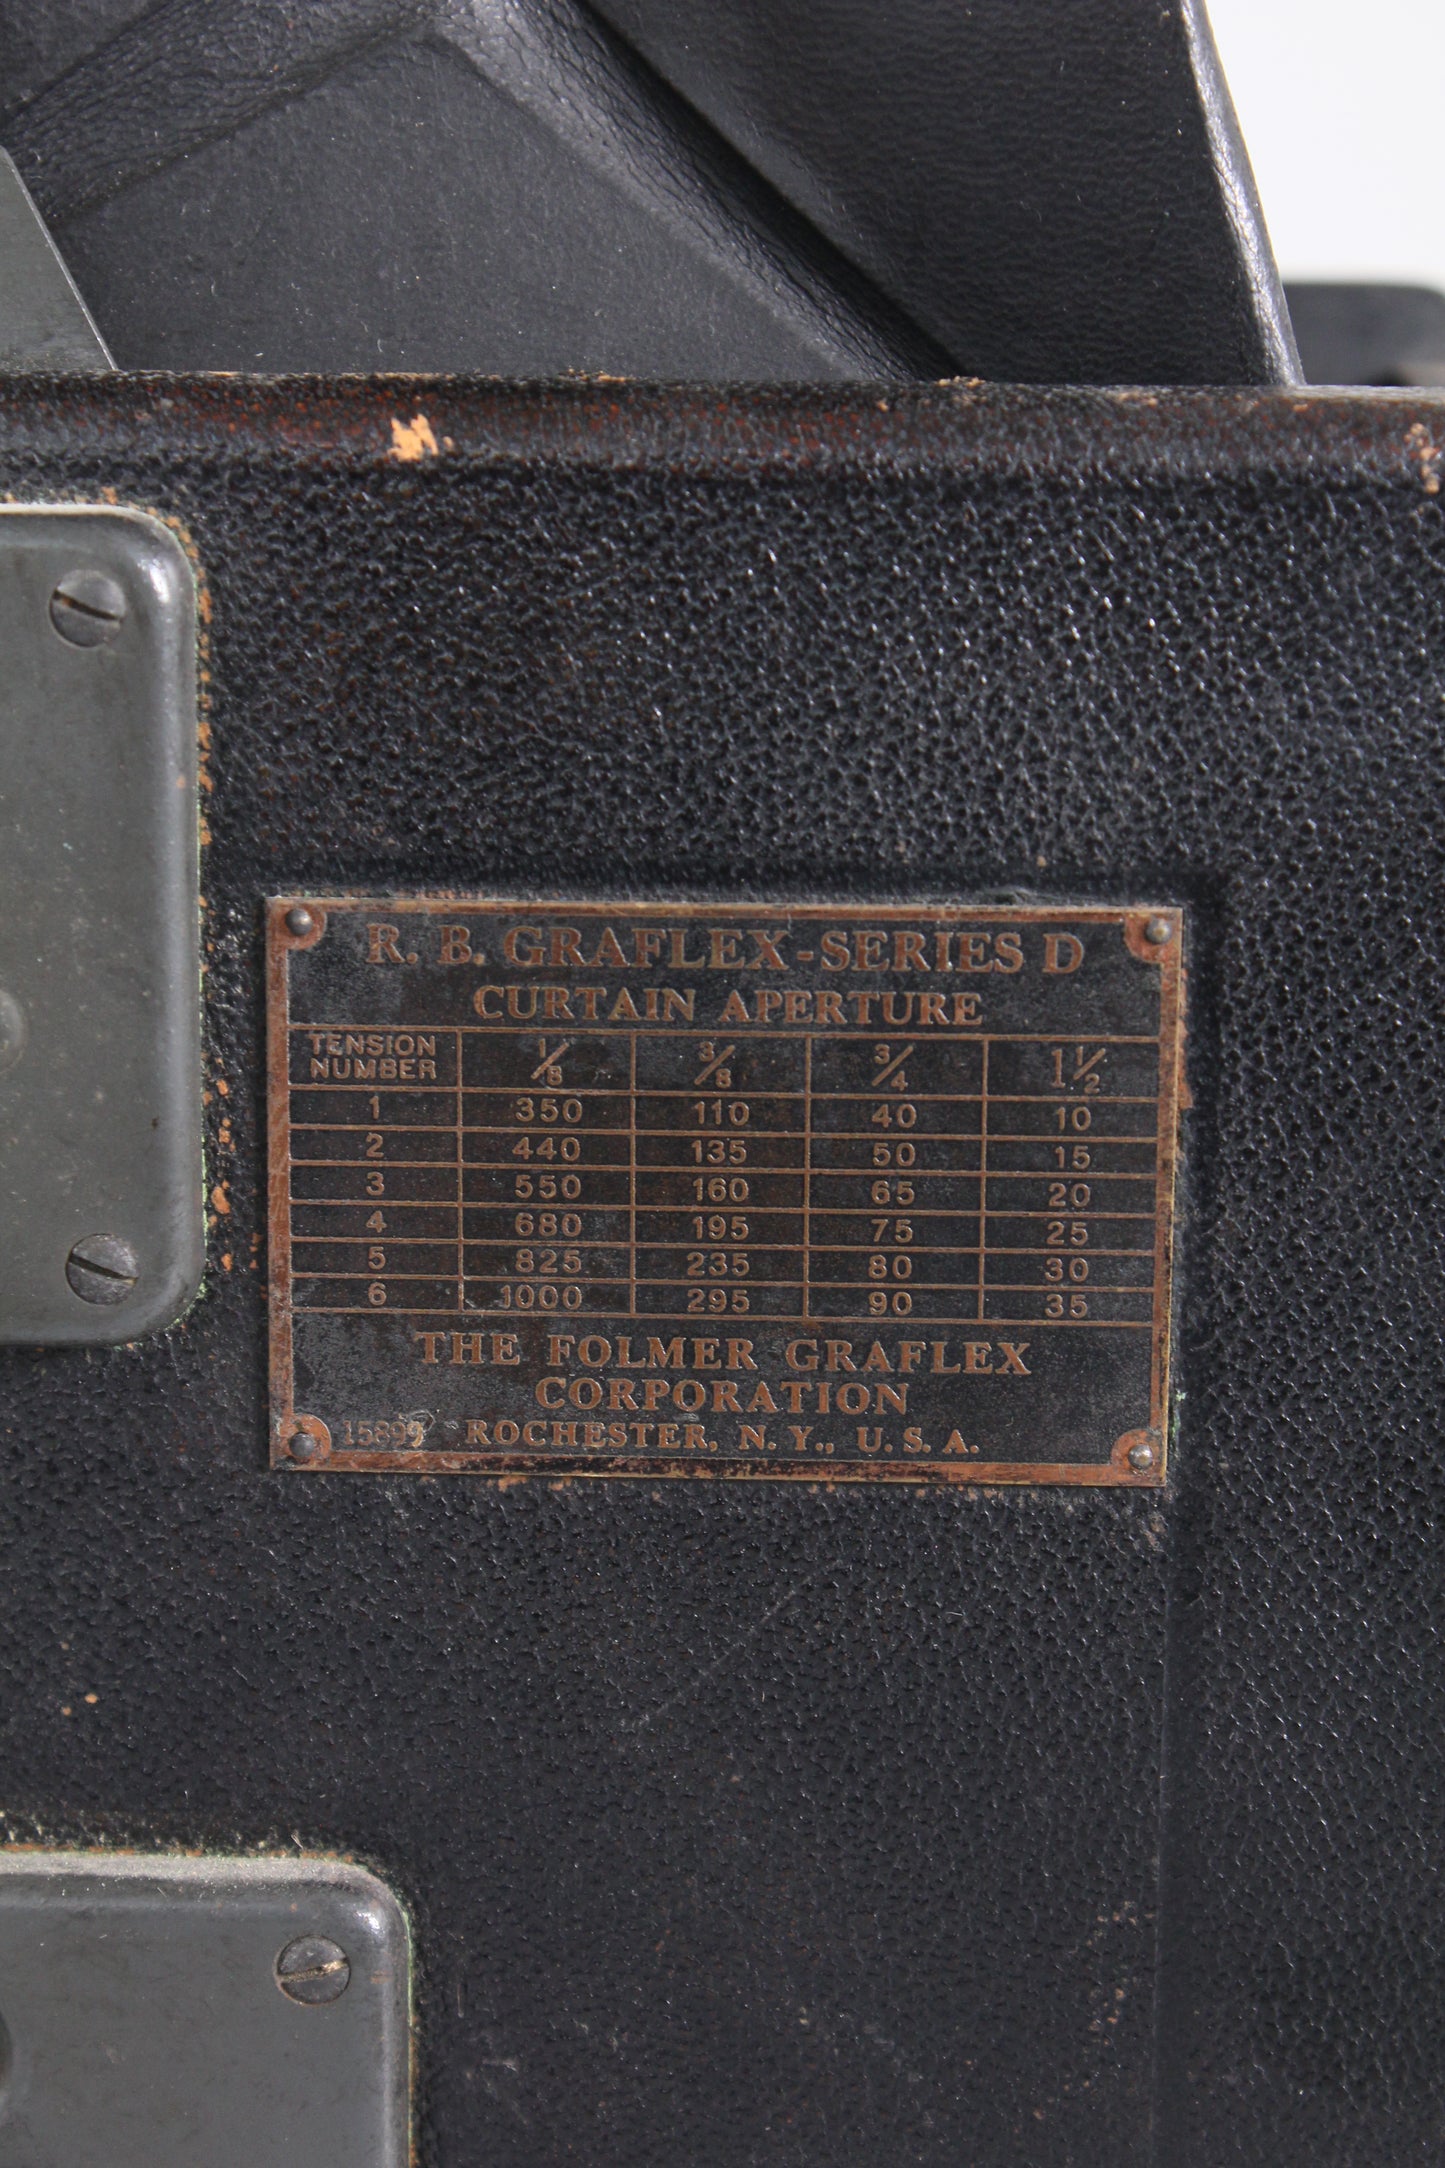 R. B. GRAFLEX-SERIES D
CURTAIN APERTURE
TENSION NUMBER 1/8 3/8 3/4 1 1/2
1 350 110 40 10
2 440 135 50 15
3 550 160 65 20
4 680 195 75 25
5 825 235 80 30
6 1000 295 90 35
THE FOLMER GRAFLEX
CORPORATION
ROCHESTER, N. Y., U. S. A.